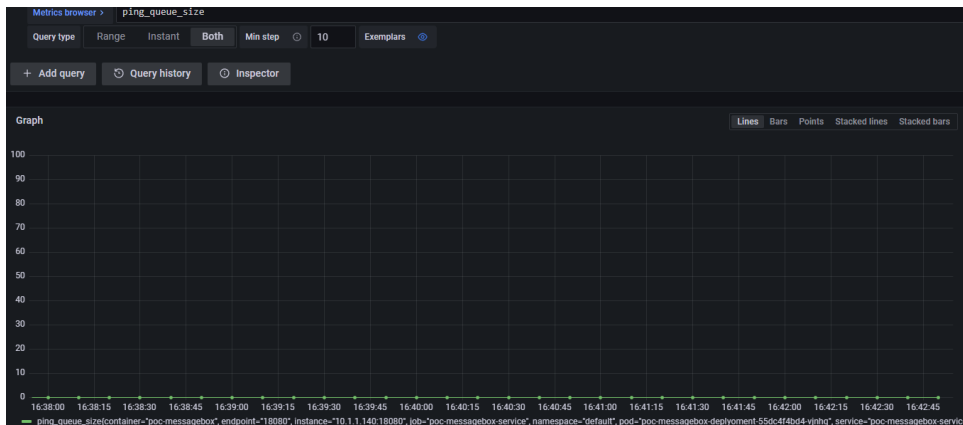 Metrics browser > ping_queue_size
Query type Range Instant Both Min step 10 Exemplars
+ Add query Query history Inspector
Graph Lines Bars Points Stacked lines Stacked bars
100
90
80
70
60
50
40
30
20
10
0
16:38:00 16:38:15 16:38:30 16:38:45 16:39:00 16:39:15 16:39:30 16:39:45 16:40:00 16:40:15 16:40:30 16:40:45 16:41:00 16:41:15 16:41:30 16:41:45 16:42:00 16:42:15 16:42:30 16:42:45
ping_queue_size{container="poc-messagebox", endpoint="18080", instance="10.1.1.140:18080", job="poc-messagebox-service", namespace="default", pod="poc-messagebox-deplyoment-55dc4f4bd4-vjnhq", service="poc-messagebox-servic